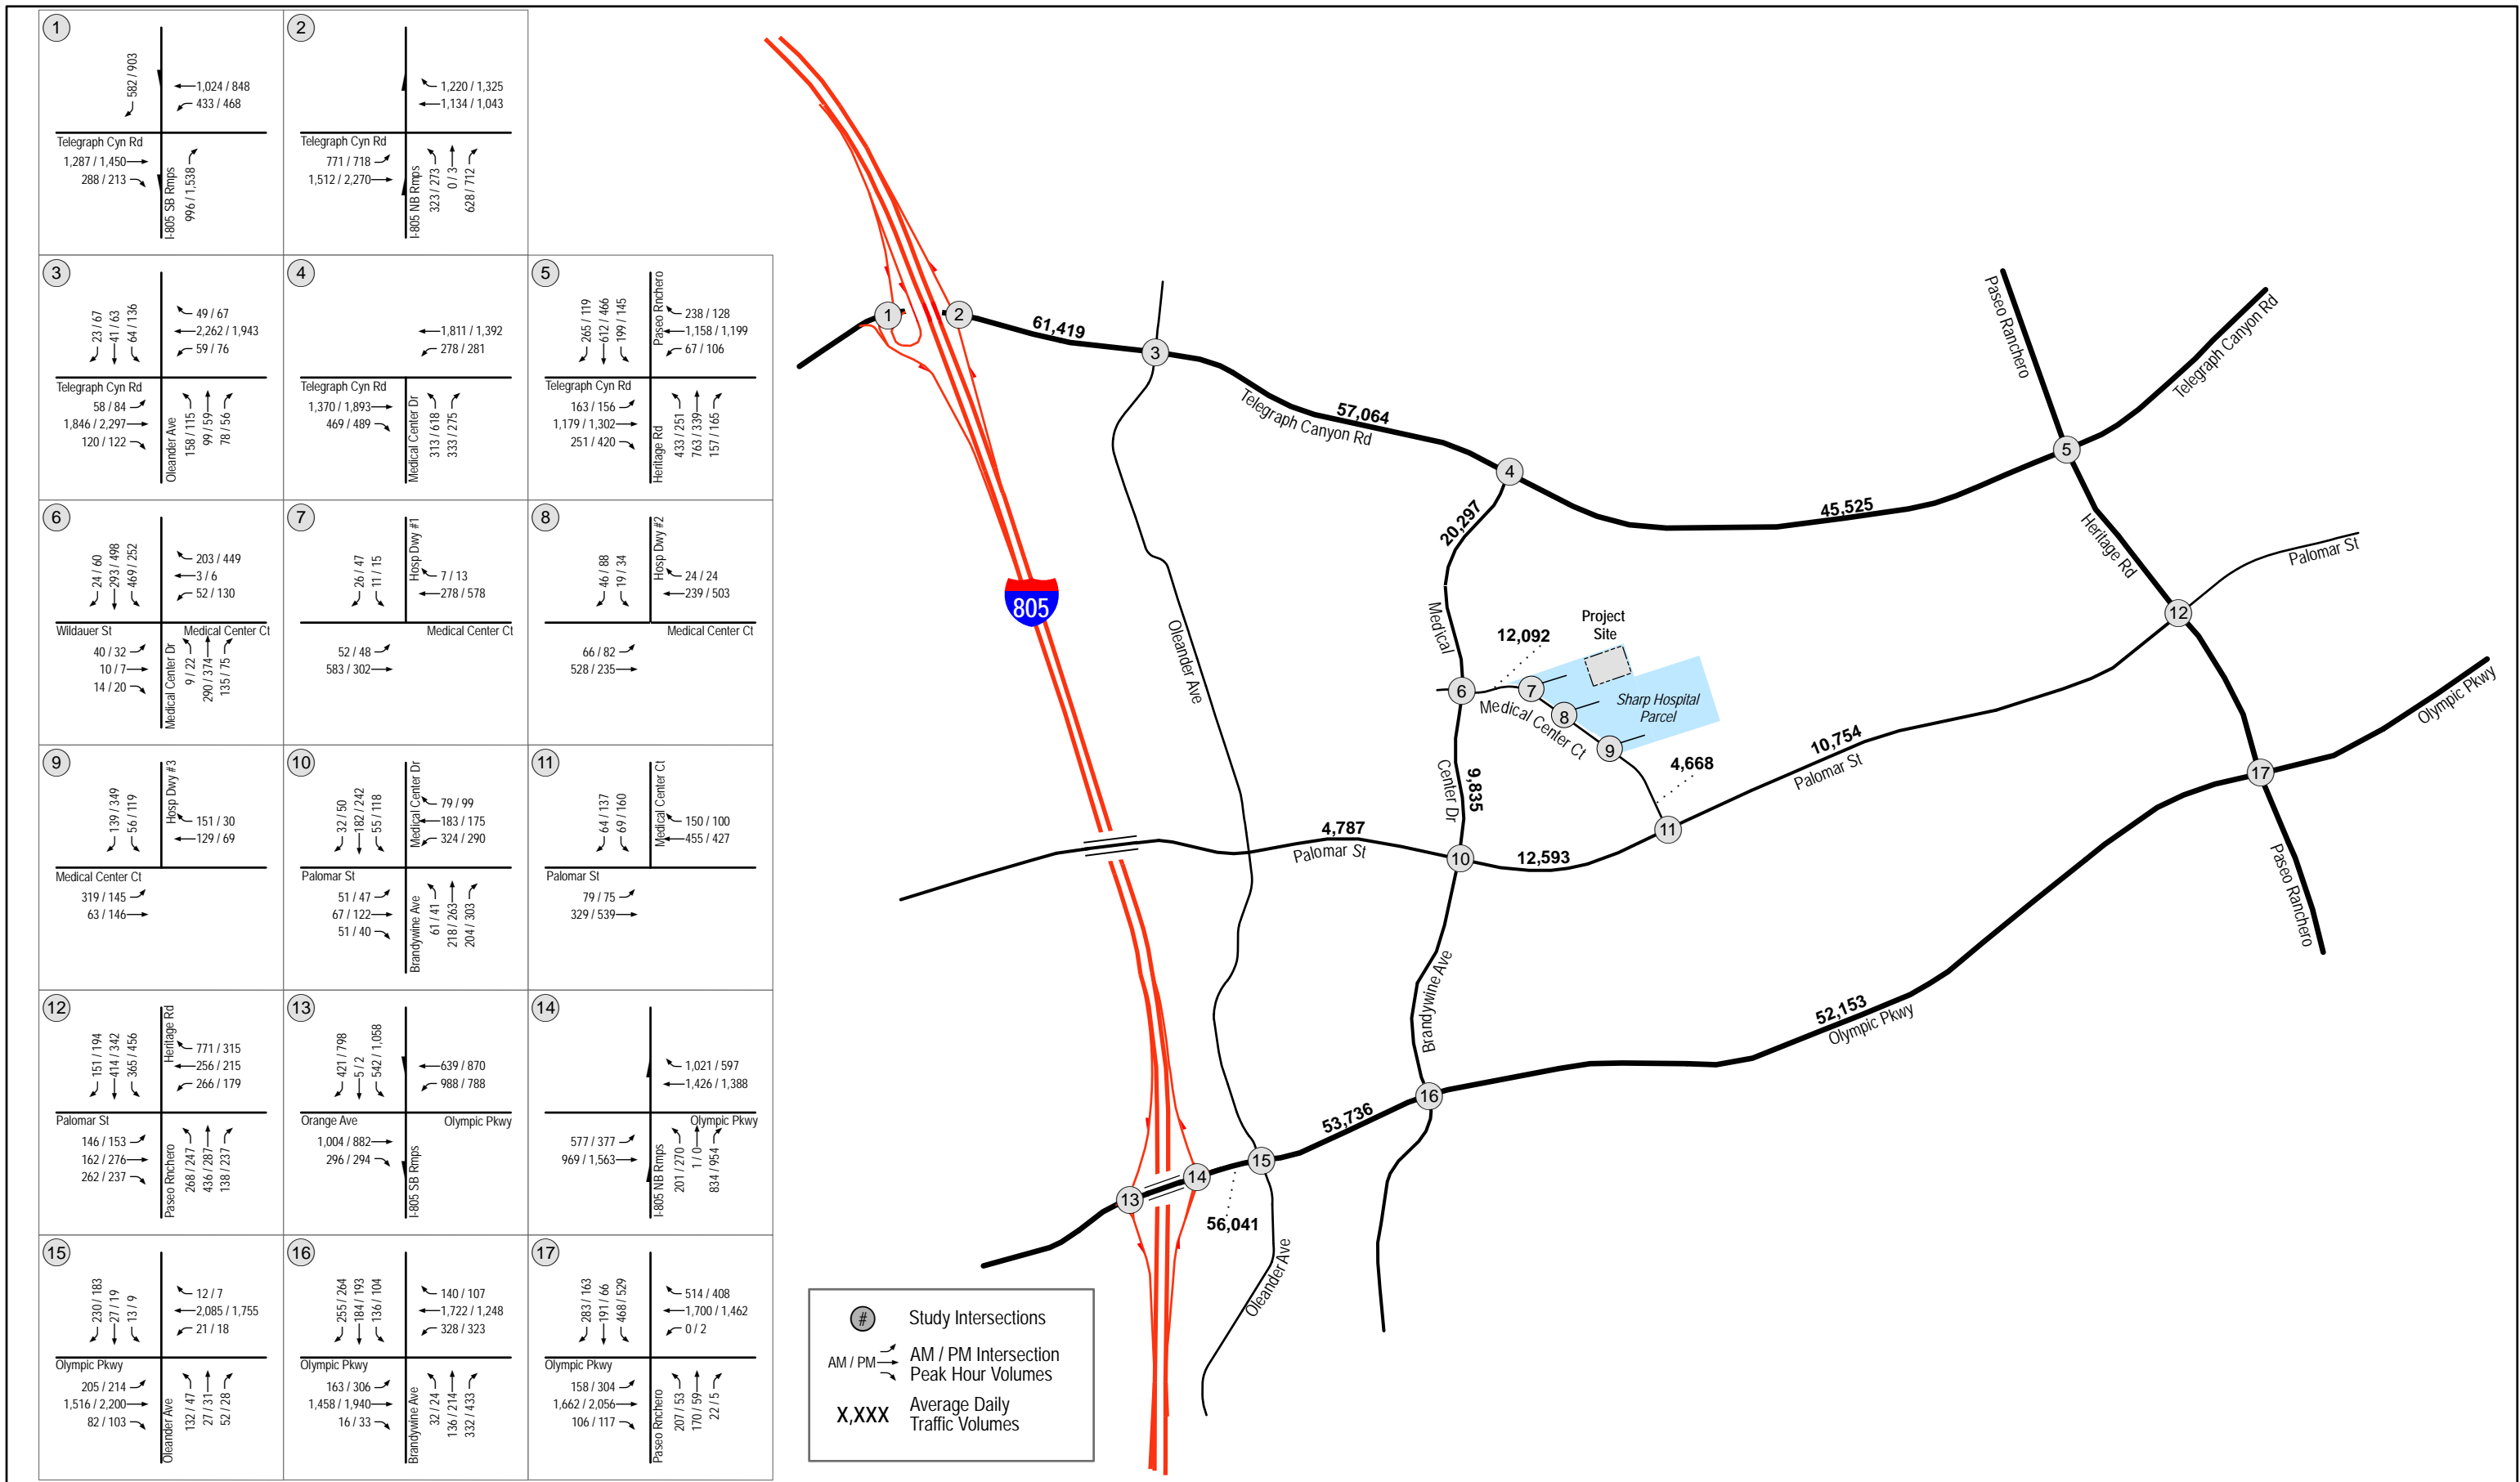 1
582 / 903
1,024 / 848
433 / 468
Telegraph Cyn Rd
1,287 / 1,450
288 / 213
I-805 SB Rmps
996 / 1,538
2
1,220 / 1,325
1,134 / 1,043
Telegraph Cyn Rd
771 / 718
1,512 / 2,270
I-805 NB Rmps
323 / 273
0 / 3
628 / 712
3
23 / 67
41 / 63
64 / 136
49 / 67
2,262 / 1,943
59 / 76
Telegraph Cyn Rd
58 / 84
1,846 / 2,297
120 / 122
Oleander Ave
158 / 115
99 / 59
78 / 56
4
1,811 / 1,392
278 / 281
Telegraph Cyn Rd
1,370 / 1,893
469 / 489
Medical Center Dr
313 / 618
333 / 275
5
265 / 119
612 / 466
199 / 145
Paseo Rnchero
238 / 128
1,158 / 1,199
67 / 106
Telegraph Cyn Rd
163 / 156
1,179 / 1,302
251 / 420
Heritage Rd
433 / 251
763 / 339
157 / 165
6
24 / 60
293 / 498
469 / 252
203 / 449
3 / 6
52 / 130
Wildauer St
Medical Center Ct
40 / 32
10 / 7
14 / 20
Medical Center Dr
9 / 22
290 / 374
135 / 75
7
26 / 47
11 / 15
Hosp Dwy #1
7 / 13
278 / 578
Medical Center Ct
52 / 48
583 / 302
8
46 / 88
19 / 34
Hosp Dwy #2
24 / 24
239 / 503
Medical Center Ct
66 / 82
528 / 235
9
139 / 349
56 / 119
Hosp Dwy #3
151 / 30
129 / 69
Medical Center Ct
319 / 145
63 / 146
10
32 / 50
182 / 242
55 / 118
Medical Center Dr
79 / 99
183 / 175
324 / 290
Palomar St
51 / 47
67 / 122
51 / 40
Brandywine Ave
61 / 41
218 / 263
204 / 303
11
64 / 137
69 / 160
Medical Center Ct
150 / 100
455 / 427
Palomar St
79 / 75
329 / 539
12
151 / 194
414 / 342
365 / 456
Heritage Rd
771 / 315
256 / 215
266 / 179
Palomar St
146 / 153
162 / 276
262 / 237
Paseo Rnchero
268 / 247
436 / 287
138 / 237
13
421 / 798
5 / 2
542 / 1,058
639 / 870
988 / 788
Orange Ave
Olympic Pkwy
1,004 / 882
296 / 294
I-805 SB Rmps
14
1,021 / 597
1,426 / 1,388
Olympic Pkwy
577 / 377
969 / 1,563
I-805 NB Rmps
201 / 270
1 / 0
834 / 954
15
230 / 183
27 / 19
13 / 9
12 / 7
2,085 / 1,755
21 / 18
Olympic Pkwy
205 / 214
1,516 / 2,200
82 / 103
Oleander Ave
132 / 47
27 / 31
52 / 28
16
255 / 264
184 / 193
136 / 104
140 / 107
1,722 / 1,248
328 / 323
Olympic Pkwy
163 / 306
1,458 / 1,940
16 / 33
Brandywine Ave
32 / 24
136 / 214
332 / 433
17
283 / 163
191 / 66
468 / 529
514 / 408
1,700 / 1,462
0 / 2
Olympic Pkwy
158 / 304
1,662 / 2,056
106 / 117
Paseo Rnchero
207 / 53
170 / 59
22 / 5
1
2
61,419
3
Telegraph Canyon Rd
57,064
4
45,525
5
Paseo Ranchero
Telegraph Canyon Rd
Heritage Rd
20,297
805
Oleander Ave
Medical
Center Dr
12,092
Project
Site
6
7
8
9
Medical Center Ct
Sharp Hospital
Parcel
Palomar St
12
9,835
4,668
10,754
Palomar St
11
4,787
Palomar St
10
12,593
Olympic Pkwy
17
Paseo Ranchero
Brandywine Ave
52,153
Olympic Pkwy
16
53,736
15
14
13
56,041
Oleander Ave
# Study Intersections
AM / PM AM / PM Intersection
Peak Hour Volumes
X,XXX Average Daily
Traffic Volumes